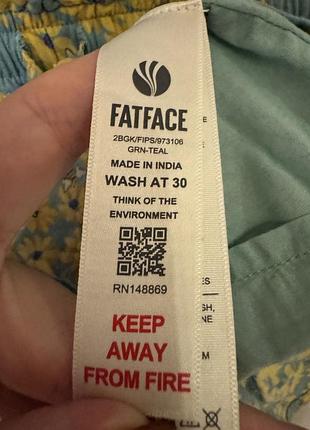 FATFACE
2BGK/FIPS/973106
GRN-TEAL
MADE IN INDIA
WASH AT 30
THINK OF THE
ENVIRONMENT
RN148869
KEEP
AWAY
FROM FIRE